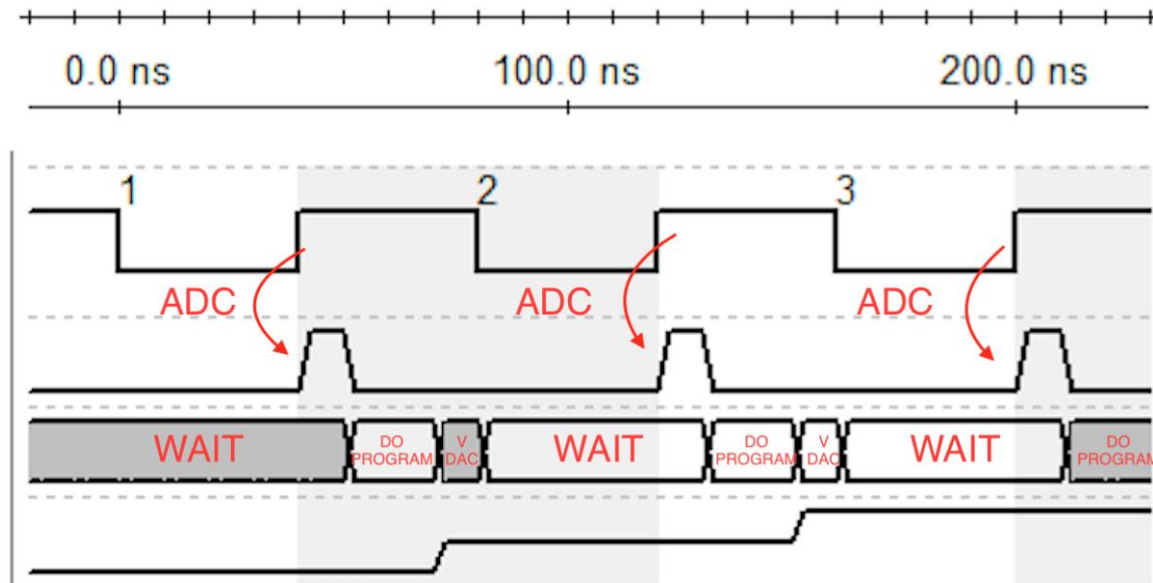 0.0 ns 100.0 ns 200.0 ns
1 2 3
ADC ADC ADC
WAIT DO PROGRAM V DAC WAIT DO PROGRAM V DAC WAIT DO PROGRAM